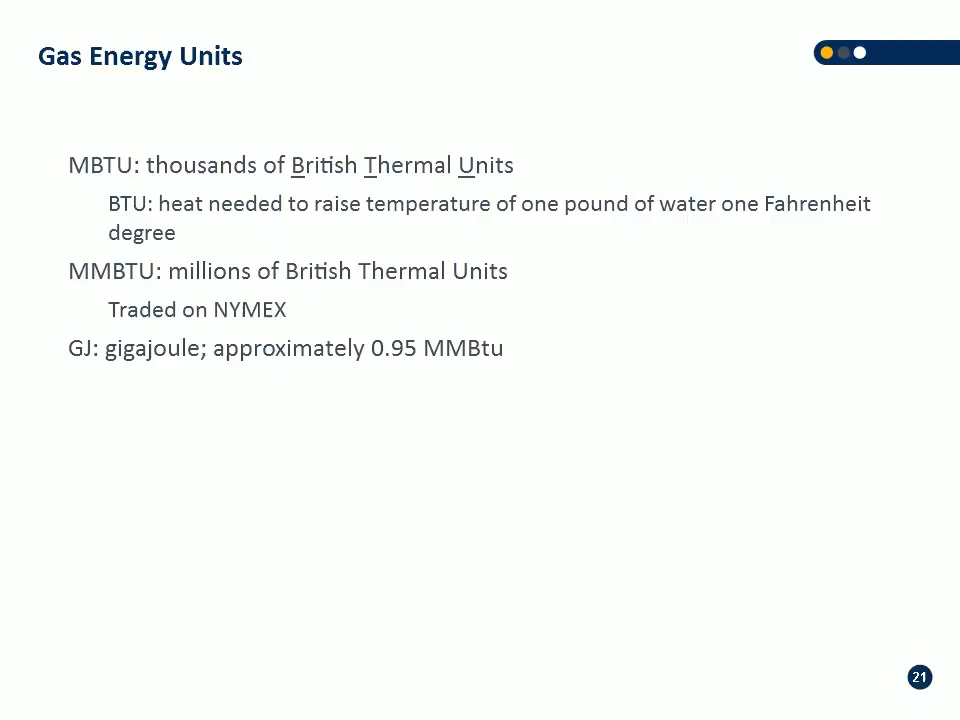 Gas Energy Units
MBTU: thousands of British Thermal Units
BTU: heat needed to raise temperature of one pound of water one Fahrenheit
degree
MMBTU: millions of British Thermal Units
Traded on NYMEX
GJ: gigajoule; approximately 0.95 MMBtu
21